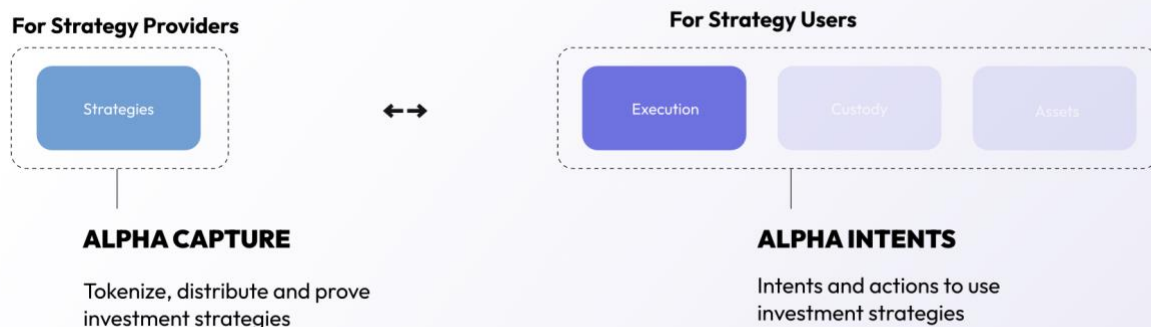 For Strategy Providers
Strategies
ALPHA CAPTURE
Tokenize, distribute and prove
investment strategies
For Strategy Users
Execution
Custody
Assets
ALPHA INTENTS
Intents and actions to use
investment strategies